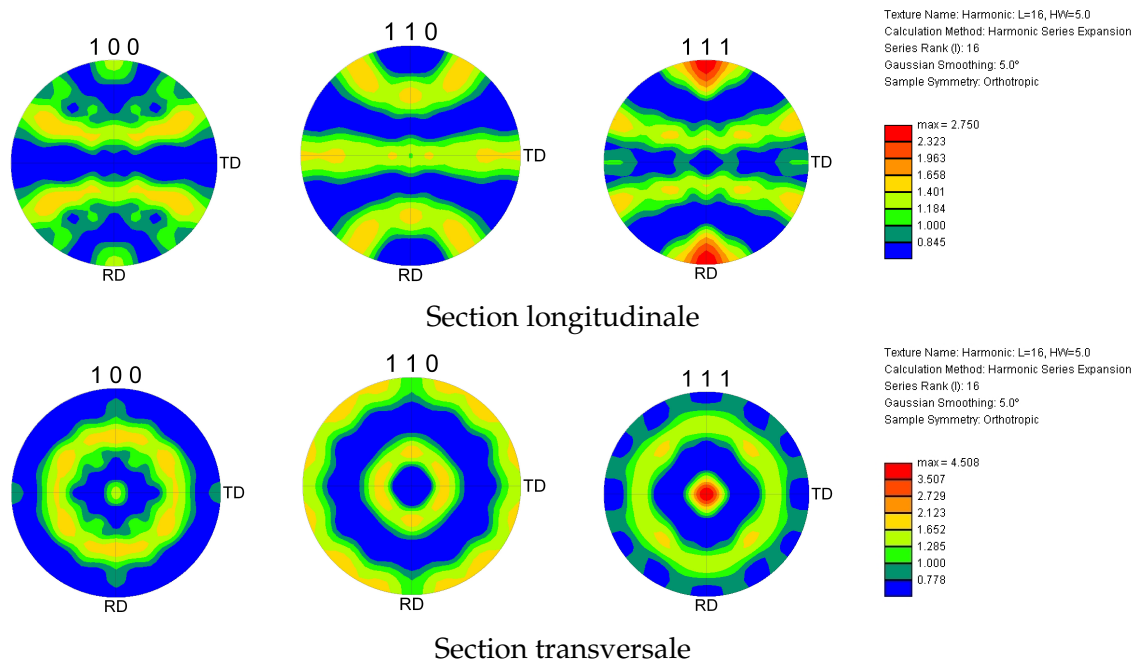 1 0 0
TD
RD
1 1 0
TD
RD
1 1 1
TD
RD
Texture Name: Harmonic: L=16, HW=5.0
Calculation Method: Harmonic Series Expansion
Series Rank (l): 16
Gaussian Smoothing: 5.0°
Sample Symmetry: Orthotropic
max = 2.750
2.323
1.963
1.658
1.401
1.184
1.000
0.845
Section longitudinale
1 0 0
TD
RD
1 1 0
TD
RD
1 1 1
TD
RD
Texture Name: Harmonic: L=16, HW=5.0
Calculation Method: Harmonic Series Expansion
Series Rank (l): 16
Gaussian Smoothing: 5.0°
Sample Symmetry: Orthotropic
max = 4.508
3.507
2.729
2.123
1.652
1.285
1.000
0.778
Section transversale